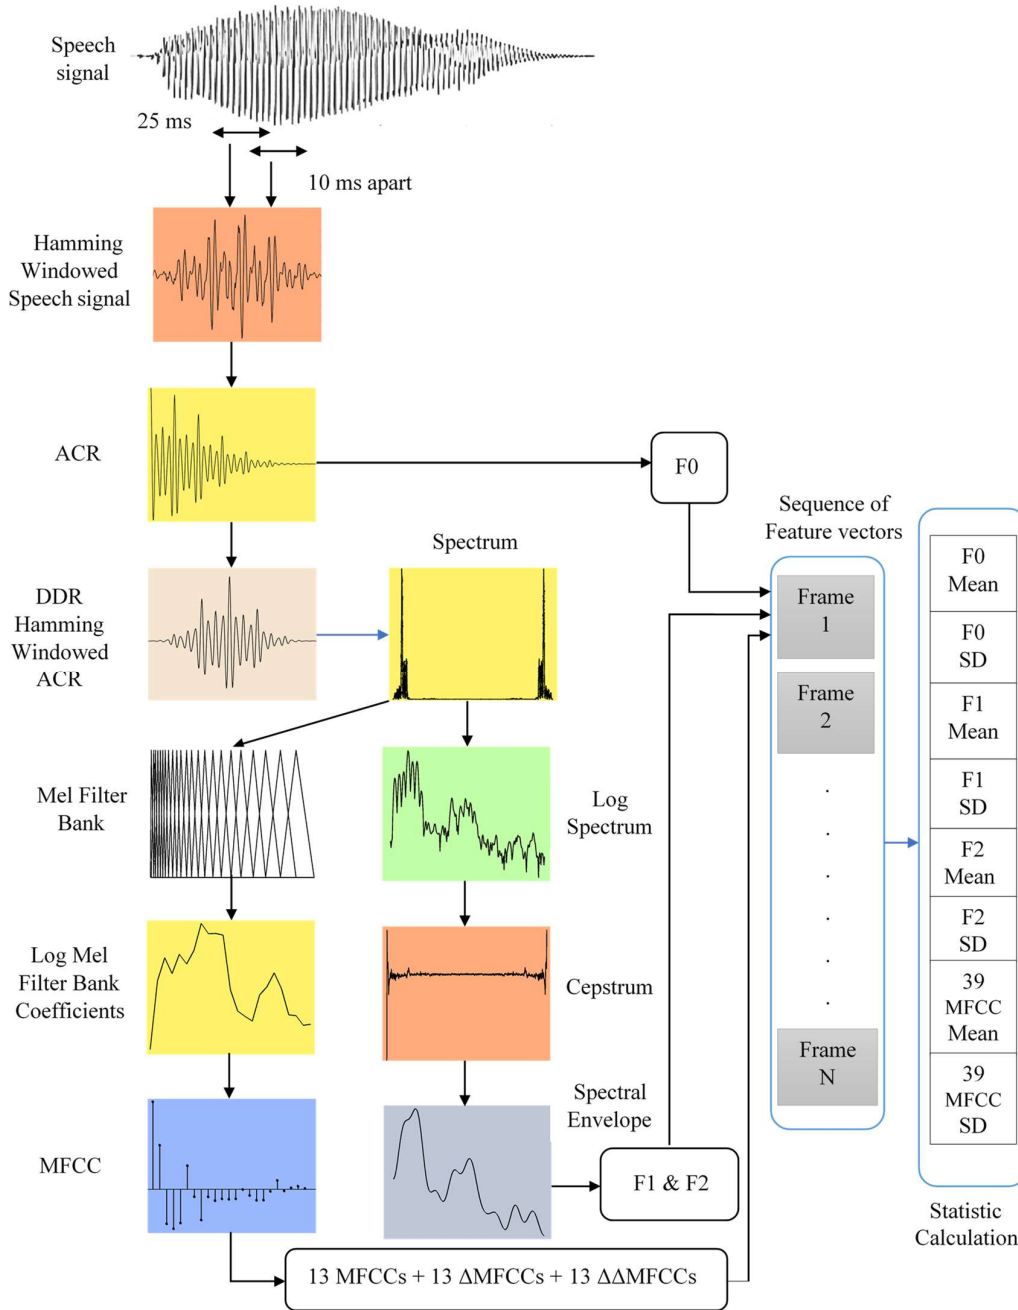 Speech
signal
25 ms
10 ms apart
Hamming
Windowed
Speech signal
ACR
F0
Sequence of
Feature vectors
Spectrum
DDR
Hamming
Windowed
ACR
Frame
1
Frame
2
Frame
N
F0
Mean
F0
SD
F1
Mean
F1
SD
F2
Mean
F2
SD
39
MFCC
Mean
39
MFCC
SD
Mel Filter
Bank
Log
Spectrum
Log Mel
Filter Bank
Coefficients
Cepstrum
Spectral
Envelope
MFCC
F1 & F2
Statistic
Calculation
13 MFCCs + 13 ΔMFCCs + 13 ΔΔMFCCs